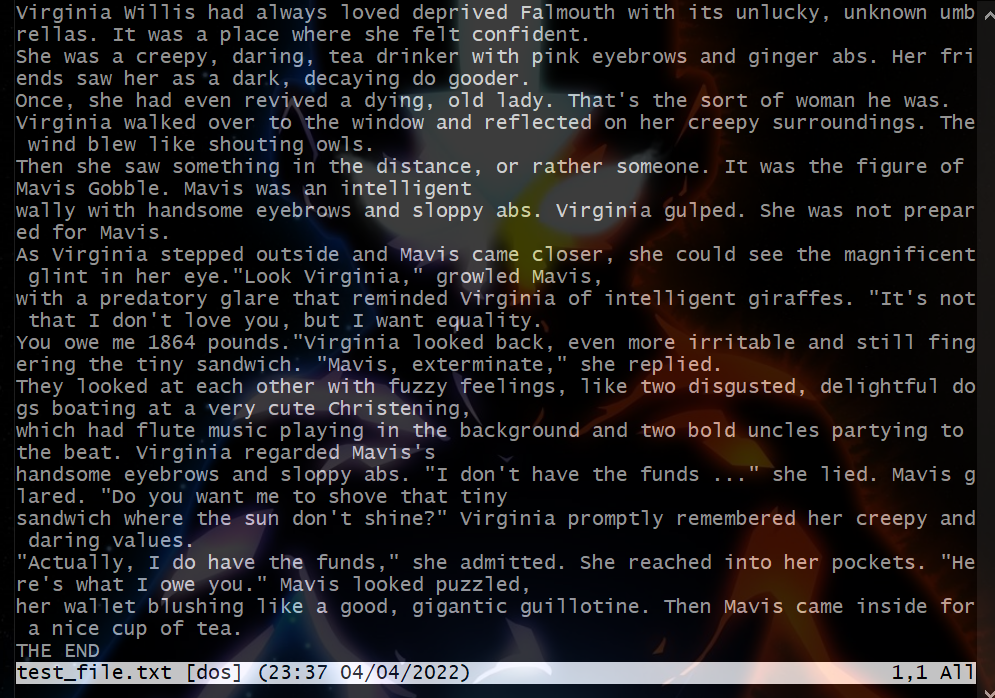 Virginia Willis had always loved deprived Falmouth with its unlucky, unknown umb
rellas. It was a place where she felt confident.
She was a creepy, daring, tea drinker with pink eyebrows and ginger abs. Her fri
ends saw her as a dark, decaying do gooder.
Once, she had even revived a dying, old lady. That's the sort of woman he was.
Virginia walked over to the window and reflected on her creepy surroundings. The
 wind blew like shouting owls.
Then she saw something in the distance, or rather someone. It was the figure of
Mavis Gobble. Mavis was an intelligent
wally with handsome eyebrows and sloppy abs. Virginia gulped. She was not prepar
ed for Mavis.
As Virginia stepped outside and Mavis came closer, she could see the magnificent
 glint in her eye."Look Virginia," growled Mavis,
with a predatory glare that reminded Virginia of intelligent giraffes. "It's not
 that I don't love you, but I want equality.
You owe me 1864 pounds."Virginia looked back, even more irritable and still fing
ering the tiny sandwich. "Mavis, exterminate," she replied.
They looked at each other with fuzzy feelings, like two disgusted, delightful do
gs boating at a very cute Christening,
which had flute music playing in the background and two bold uncles partying to
the beat. Virginia regarded Mavis's
handsome eyebrows and sloppy abs. "I don't have the funds ..." she lied. Mavis g
lared. "Do you want me to shove that tiny
sandwich where the sun don't shine?" Virginia promptly remembered her creepy and
 daring values.
"Actually, I do have the funds," she admitted. She reached into her pockets. "He
re's what I owe you." Mavis looked puzzled,
her wallet blushing like a good, gigantic guillotine. Then Mavis came inside for
 a nice cup of tea.
THE END
test_file.txt [dos] (23:37 04/04/2022) 1,1 All